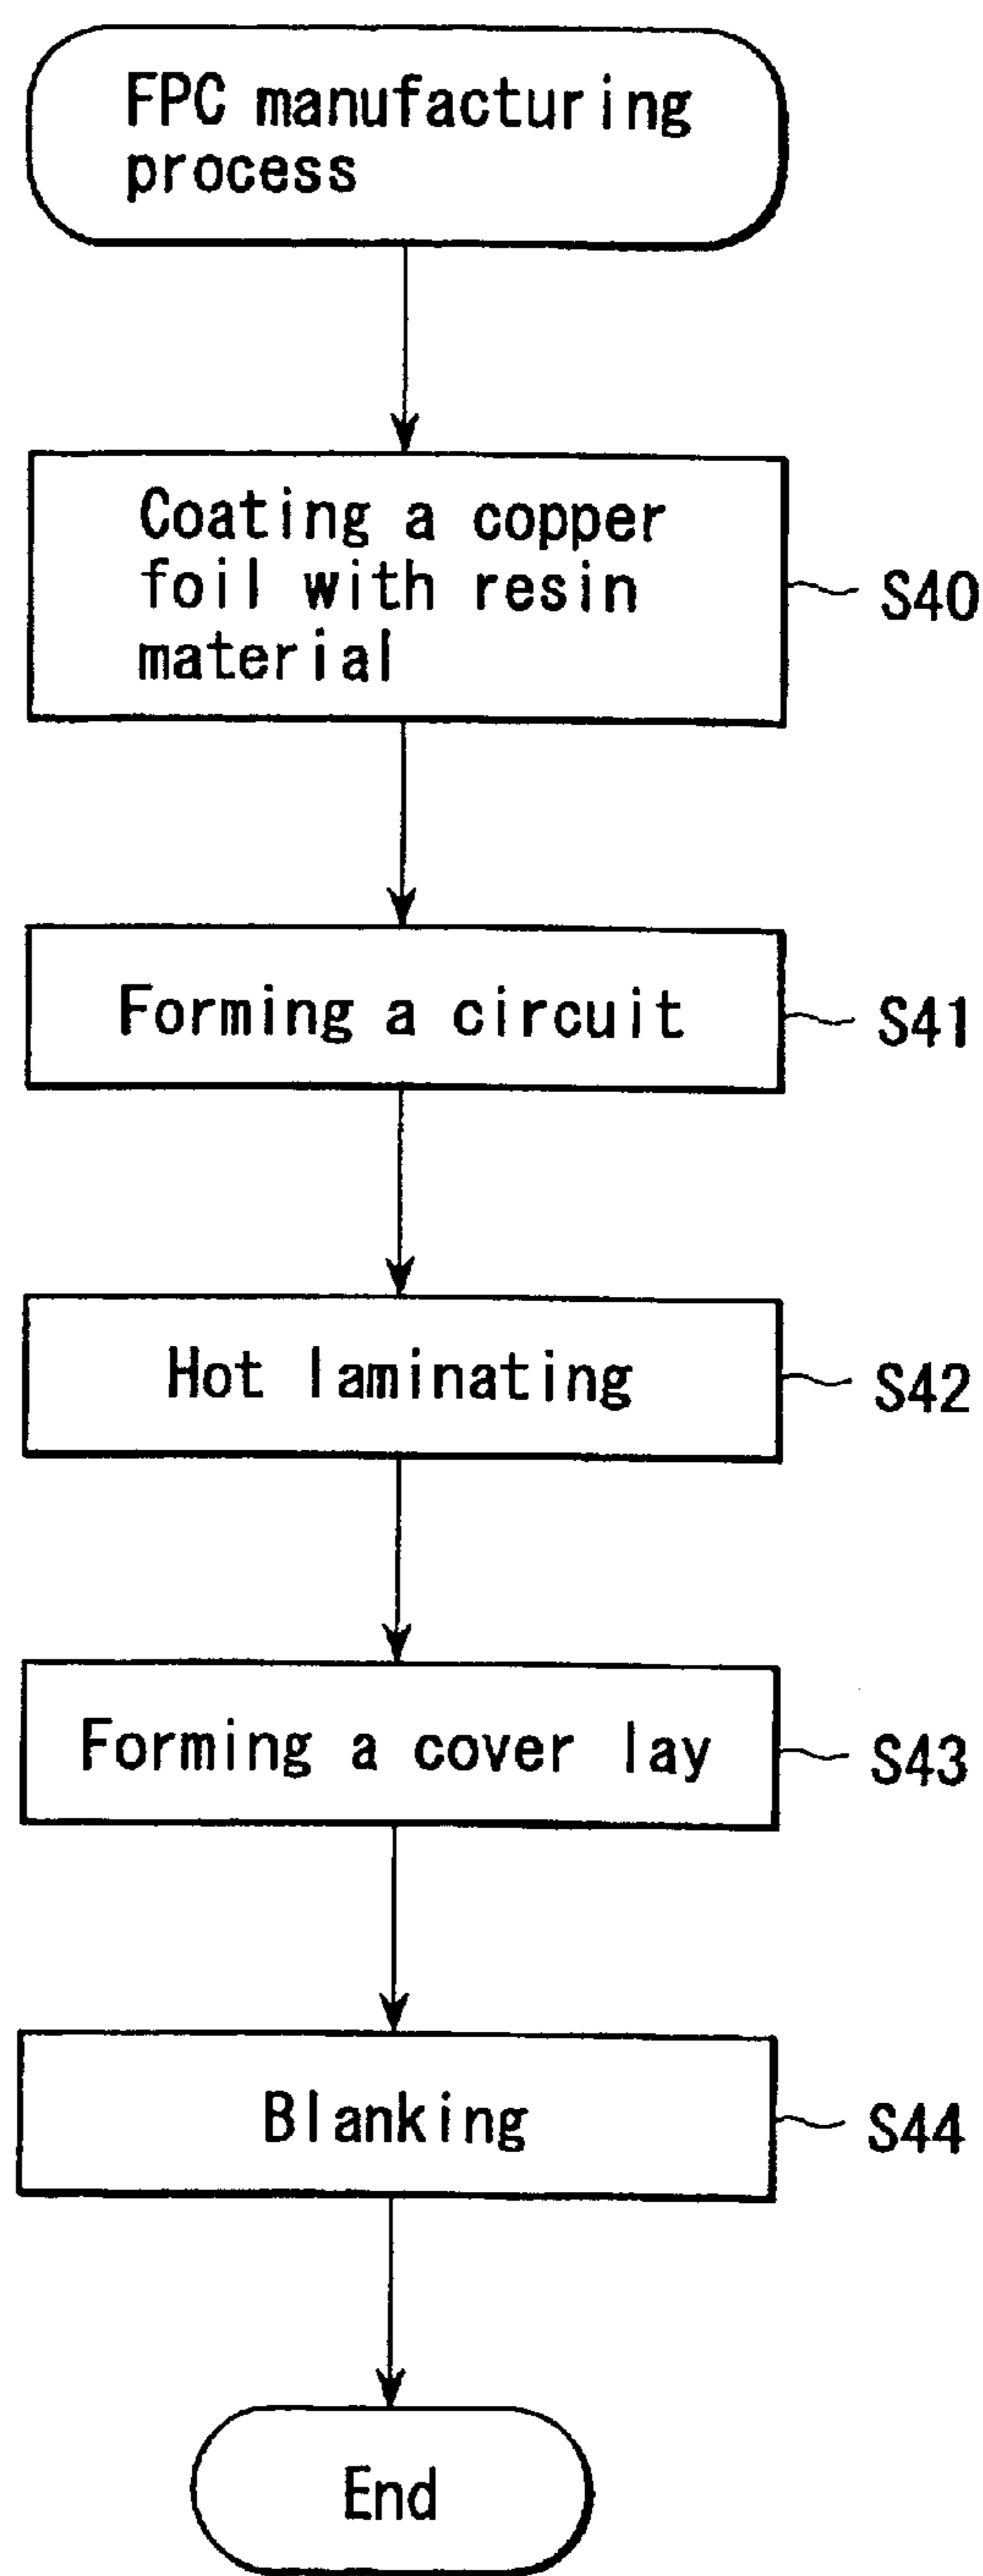 FPC manufacturing
process
Coating a copper
foil with resin
material
S40
Forming a circuit
S41
Hot laminating
S42
Forming a cover lay
S43
Blanking
S44
End